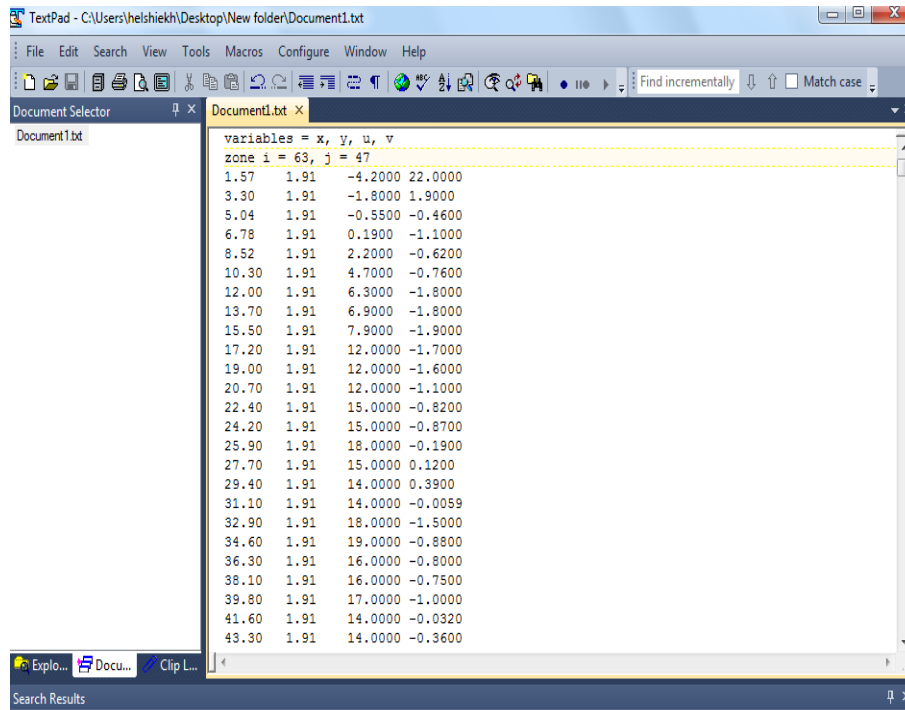 TextPad - C:\Users\helshiekh\Desktop\New folder\Document1.txt
File Edit Search View Tools Macros Configure Window Help
Find incrementally Match case
Document Selector
Document1.txt
Document1.txt
variables = x, y, u, v
zone i = 63, j = 47
1.57 1.91 -4.2000 22.0000
3.30 1.91 -1.8000 1.9000
5.04 1.91 -0.5500 -0.4600
6.78 1.91 0.1900 -1.1000
8.52 1.91 2.2000 -0.6200
10.30 1.91 4.7000 -0.7600
12.00 1.91 6.3000 -1.8000
13.70 1.91 6.9000 -1.8000
15.50 1.91 7.9000 -1.9000
17.20 1.91 12.0000 -1.7000
19.00 1.91 12.0000 -1.6000
20.70 1.91 12.0000 -1.1000
22.40 1.91 15.0000 -0.8200
24.20 1.91 15.0000 -0.8700
25.90 1.91 18.0000 -0.1900
27.70 1.91 15.0000 0.1200
29.40 1.91 14.0000 0.3900
31.10 1.91 14.0000 -0.0059
32.90 1.91 18.0000 -1.5000
34.60 1.91 19.0000 -0.8800
36.30 1.91 16.0000 -0.8000
38.10 1.91 16.0000 -0.7500
39.80 1.91 17.0000 -1.0000
41.60 1.91 14.0000 -0.0320
43.30 1.91 14.0000 -0.3600
Explo... Docu... Clip L...
Search Results